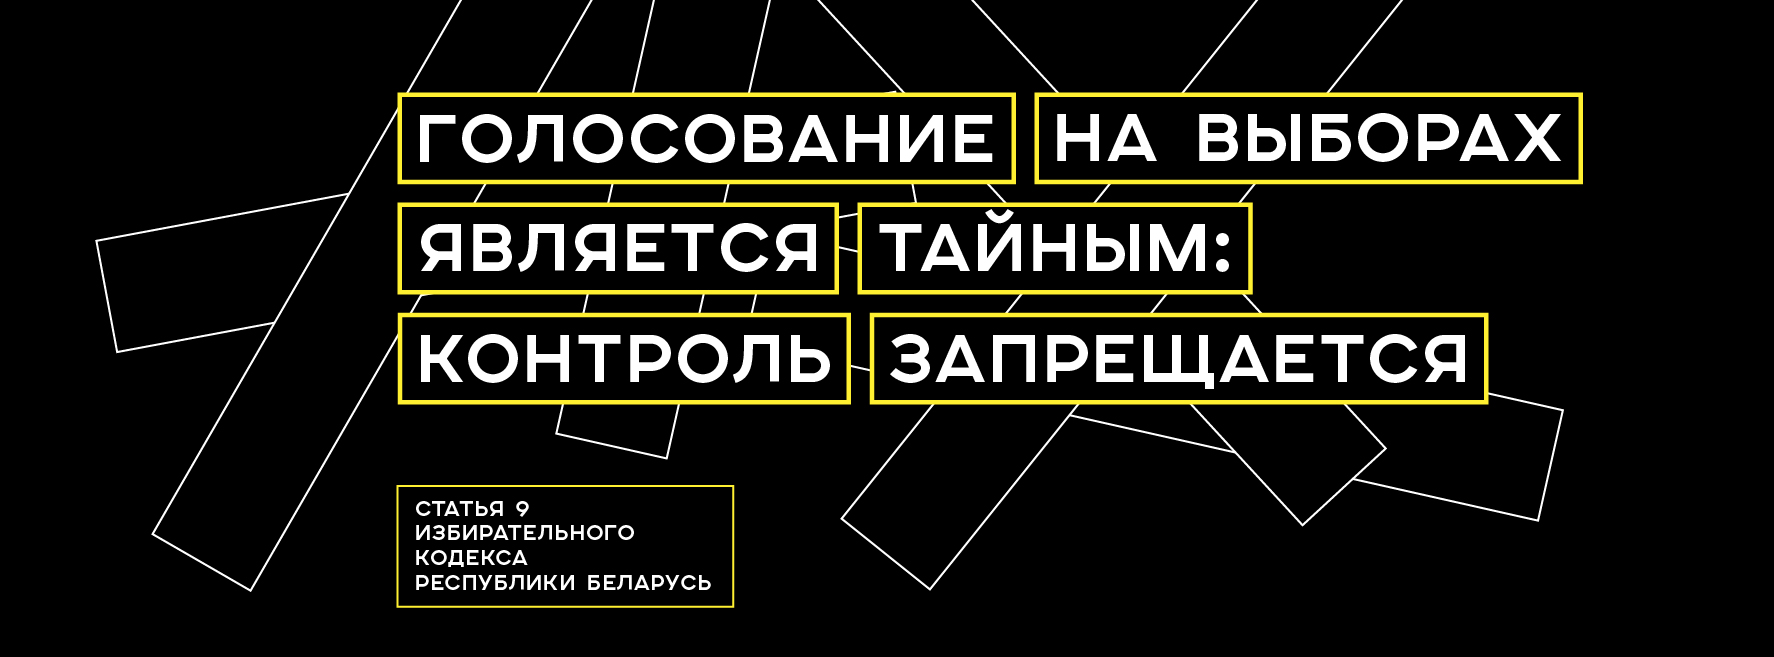 ГОЛОСОВАНИЕ НА ВЫБОРАХ
ЯВЛЯЕТСЯ ТАЙНЫМ:
КОНТРОЛЬ ЗАПРЕЩАЕТСЯ
СТАТЬЯ 9
ИЗБИРАТЕЛЬНОГО
КОДЕКСА
РЕСПУБЛИКИ БЕЛАРУСЬ